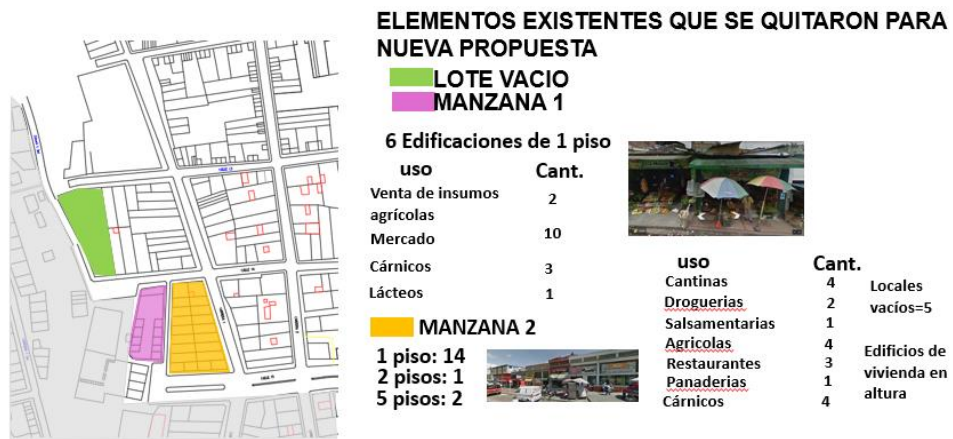 ELEMENTOS EXISTENTES QUE SE QUITARON PARA
NUEVA PROPUESTA
LOTE VACIO
MANZANA 1
6 Edificaciones de 1 piso
uso Cant.
Venta de insumos
agrícolas 2
Mercado 10
Cárnicos 3
Lácteos 1
MANZANA 2
1 piso: 14
2 pisos: 1
5 pisos: 2
uso Cant.
Cantinas 4
Droguerias 2
Salsamentarias 1
Agricolas 4
Restaurantes 3
Panaderias 1
Cárnicos 4
Locales
vacíos=5
Edificios de
vivienda en
altura